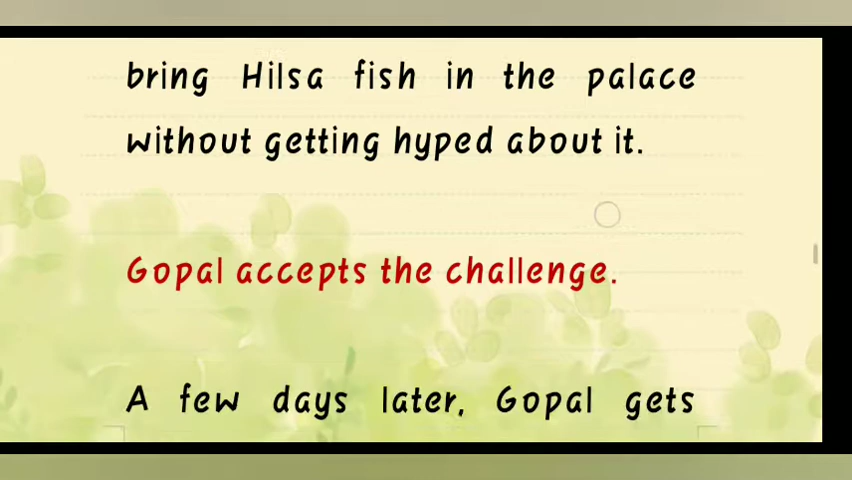 bring Hilsa fish in the palace
without getting hyped about it.
Gopal accepts the challenge.
A few days later, Gopal gets